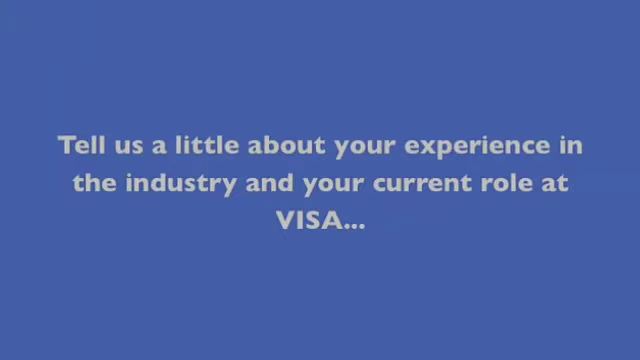 Tell us a little about your experience in
the industry and your current role at
VISA...